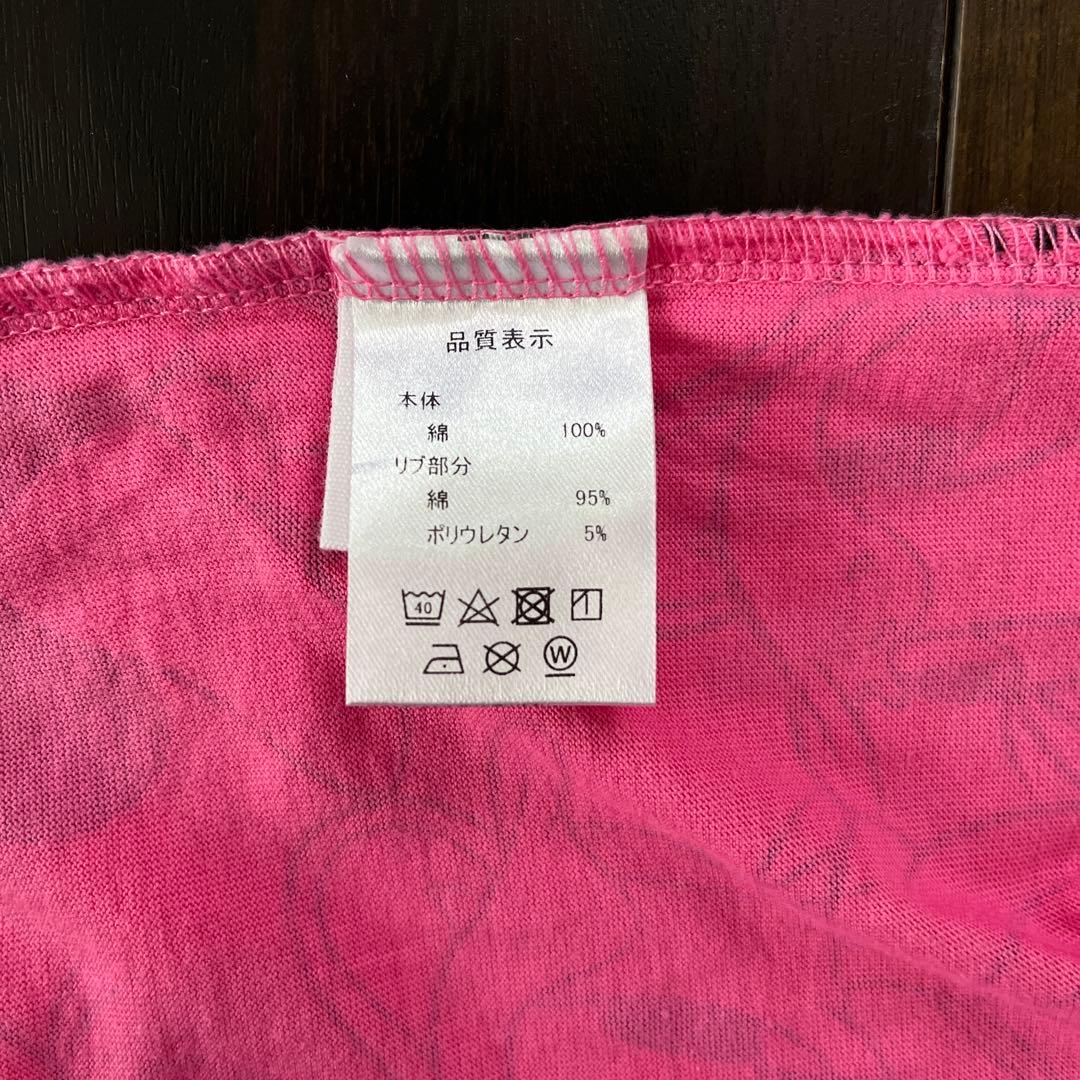 品質表示
本体
綿 100%
リブ部分
綿 95%
ポリウレタン 5%
40
W